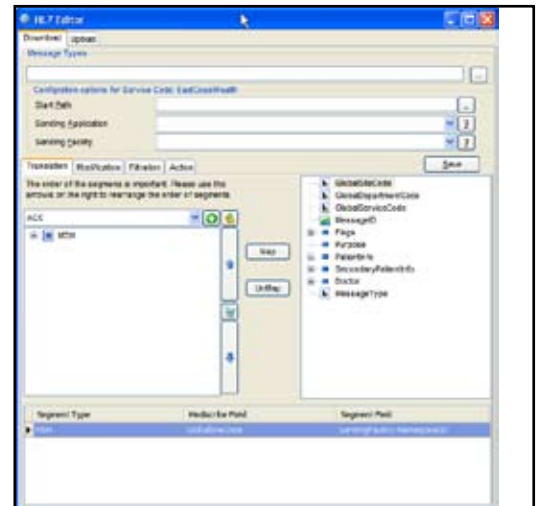 HL7 Editor
Download Upload
Message Types
Configuration options for Service Code: EastCoastHealth
Start Path
Sending Application
Sending Facility
Translation Modification Filtration Action
Save
The order of the segments is important. Please use the
arrows on the right to rearrange the order of segments
ACC
MSH
Map
UnMap
GlobalSiteCode
GlobalDepartmentCode
GlobalServiceCode
MessageID
Flags
Purpose
PatientInfo
SecondaryPatientInfo
Doctor
MessageType
Segment Type Mediscribe Field Segment Field
MSH GlobalSiteCode